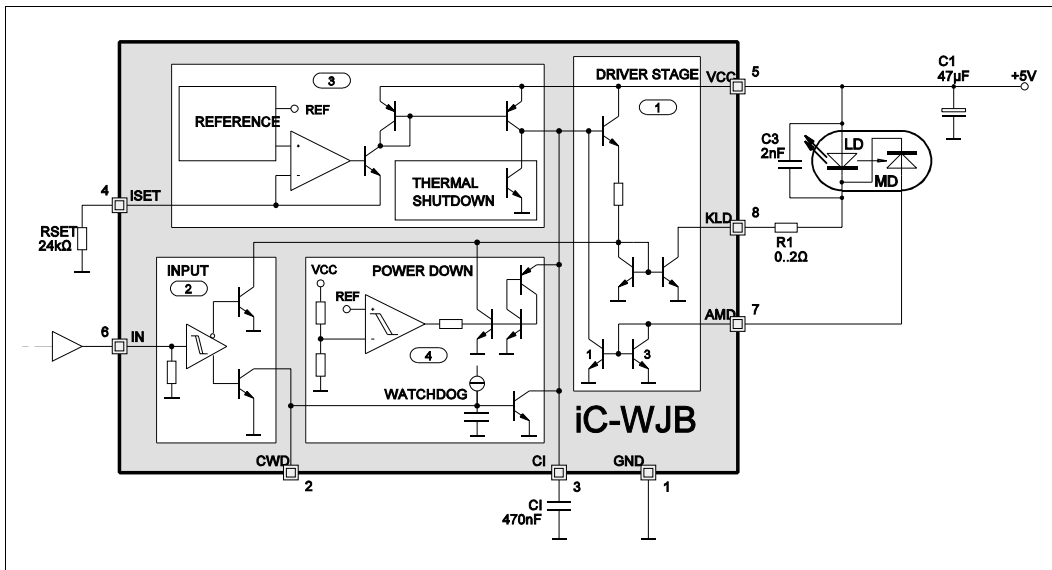 C1
47µF
+5V
DRIVER STAGE
VCC
5
3
1
REFERENCE
REF
+
-
C3
2nF
LD
MD
THERMAL
SHUTDOWN
4
ISET
RSET
24kΩ
KLD
8
R1
0..2Ω
INPUT
2
VCC
POWER DOWN
REF
+
-
AMD
7
6
IN
4
1
3
WATCHDOG
iC-WJB
CWD
CI
GND
2
3
1
CI
470nF